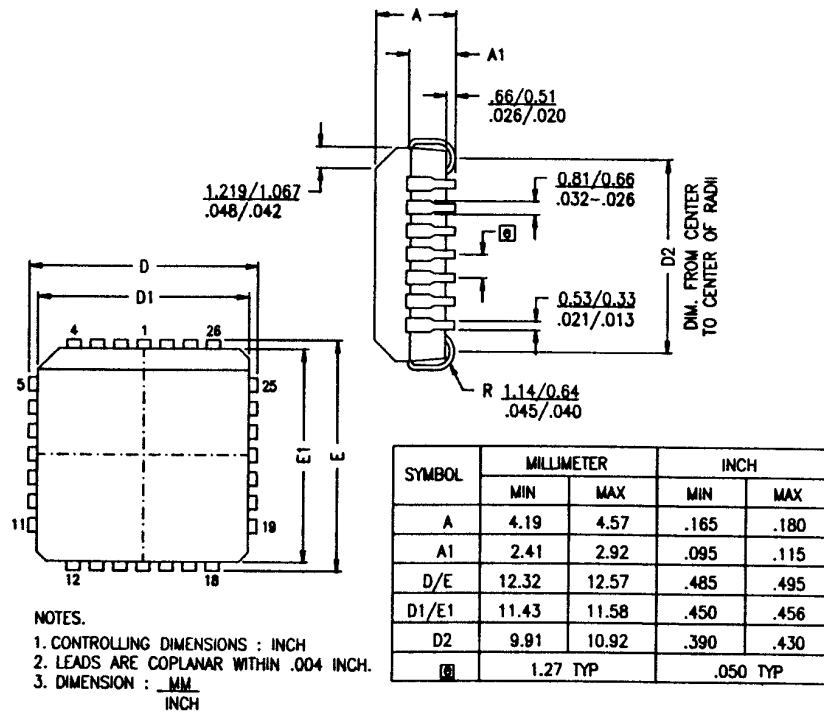 A
A1
.66/0.51
.026/.020
1.219/1.067
.048/.042
0.81/0.66
.032-.026
e
D2
DIM. FROM CENTER
TO CENTER OF RADII
0.53/0.33
.021/.013
R 1.14/0.64
.045/.040
D
D1
4 1 26
5 25
E1
E
11 19
12 18
SYMBOL MILLIMETER INCH
MIN MAX MIN MAX
A 4.19 4.57 .165 .180
A1 2.41 2.92 .095 .115
D/E 12.32 12.57 .485 .495
D1/E1 11.43 11.58 .450 .456
D2 9.91 10.92 .390 .430
e 1.27 TYP .050 TYP
NOTES.
1. CONTROLLING DIMENSIONS : INCH
2. LEADS ARE COPLANAR WITHIN .004 INCH.
3. DIMENSION : MM
INCH